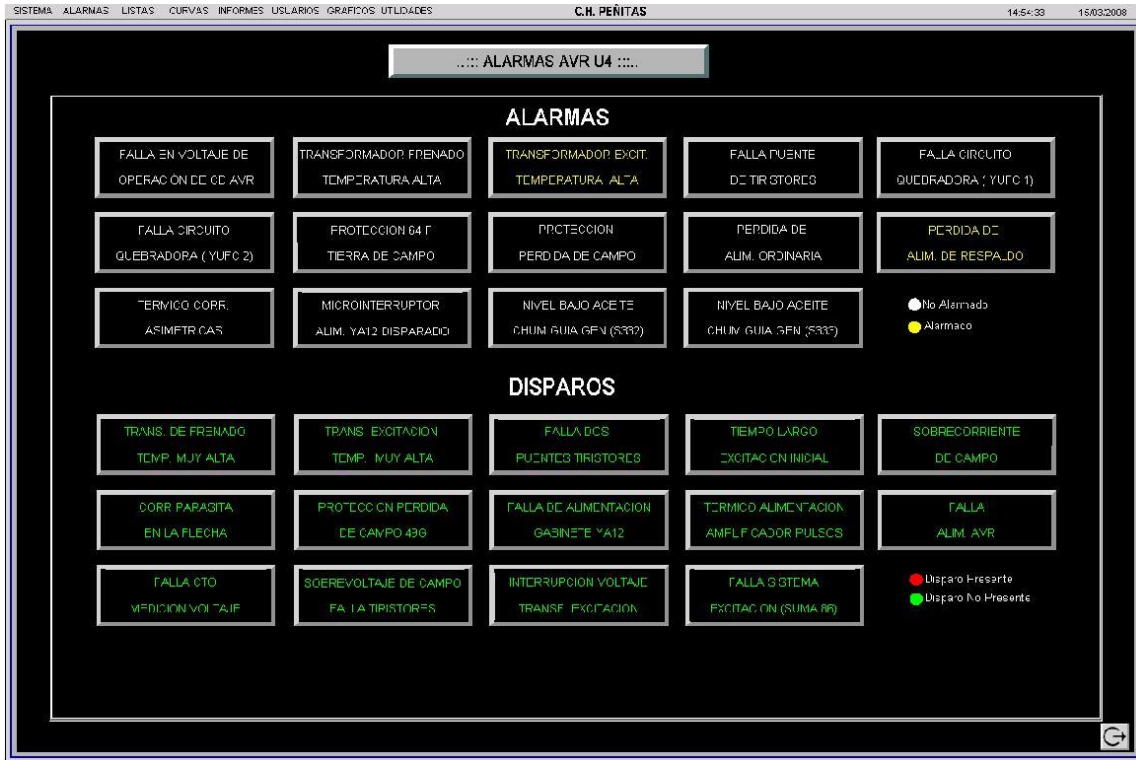 SISTEMA ALARMAS LISTAS CURVAS INFORMES USUARIOS GRAFICOS UTLIDADES C.H. PEÑITAS 14:54:33 15/03/2008
..::: ALARMAS AVR U4 :::..
ALARMAS
FALLA EN VOLTAJE DE
OPERACION DE CD AVR
TRANSFORMADOR FRENADO
TEMPERATURA ALTA
TRANSFORMADOR EXCIT.
TEMPERATURA ALTA
FALLA PUENTE
DE TIRISTORES
FALLA CIRCUITO
QUEBRADORA ( YUFC 1)
FALLA CIRCUITO
QUEBRADORA ( YUFC 2)
PROTECCION 64 F
TIERRA DE CAMPO
PROTECCION
PERDIDA DE CAMPO
PERDIDA DE
ALIM. ORDINARIA
PERDIDA DE
ALIM. DE RESPALDO
TERMICO CORR.
ASIMETRICAS
MICROINTERRUPTOR
ALIM. YA12 DISPARADO
NIVEL BAJO ACEITE
CHUM GUIA GEN (S332)
NIVEL BAJO ACEITE
CHUM GUIA GEN (S333)
No Alarmado
Alarmado
DISPAROS
TRANS. DE FRENADO
TEMP. MUY ALTA
TRANS. EXCITACION
TEMP. MUY ALTA
FALLA DOS
PUENTES TIRISTORES
TIEMPO LARGO
EXCITACION INICIAL
SOBRECORRIENTE
DE CAMPO
CORR PARASITA
EN LA FLECHA
PROTECCION PERDIDA
DE CAMPO 49G
FALLA DE ALIMENTACION
GABINETE YA12
TERMICO ALIMENTACION
AMPLIFICADOR PULSOS
FALLA
ALIM. AVR
FALLA CTO
MEDICION VOLTAJE
SOBREVOLTAJE DE CAMPO
FALLA TIRISTORES
INTERRUPCION VOLTAJE
TRANSF. EXCITACION
FALLA SISTEMA
EXCITACION (SUMA 86)
Disparo Presente
Disparo No Presente